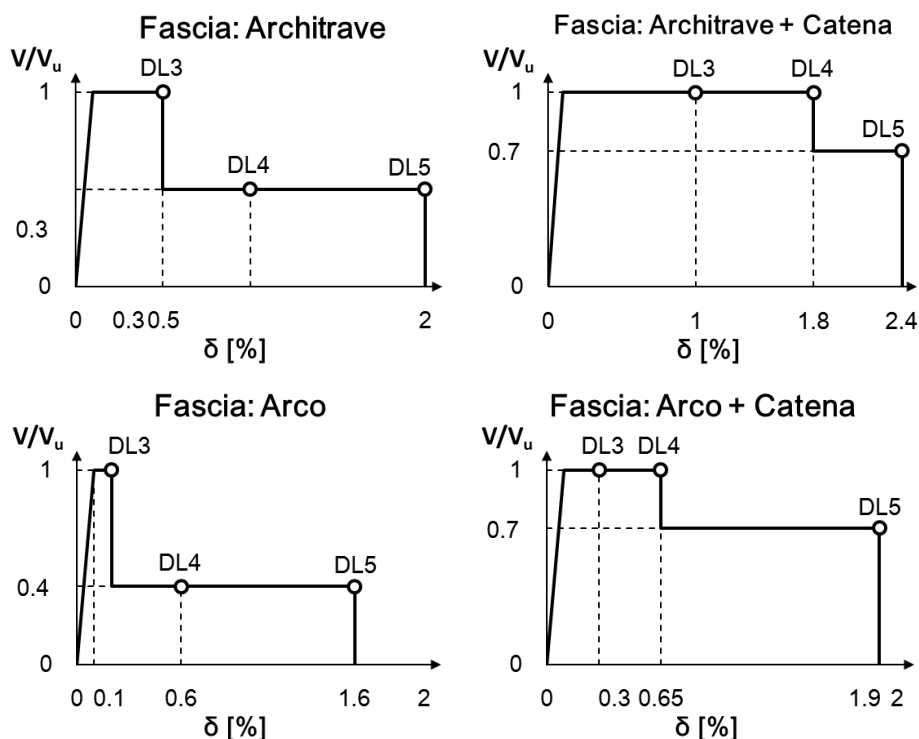 Fascia: Architrave
V/Vu
DL3
1
DL4
DL5
0.3
0
0 0.3 0.5 2
δ [%]
Fascia: Architrave + Catena
V/Vu
DL3 DL4
1
DL5
0.7
0
0 1 1.8 2.4
δ [%]
Fascia: Arco
V/Vu
DL3
1
DL4 DL5
0.4
0
0 0.1 0.6 1.6 2
δ [%]
Fascia: Arco + Catena
V/Vu
DL3 DL4
1
DL5
0.7
0
0 0.3 0.65 1.9 2
δ [%]